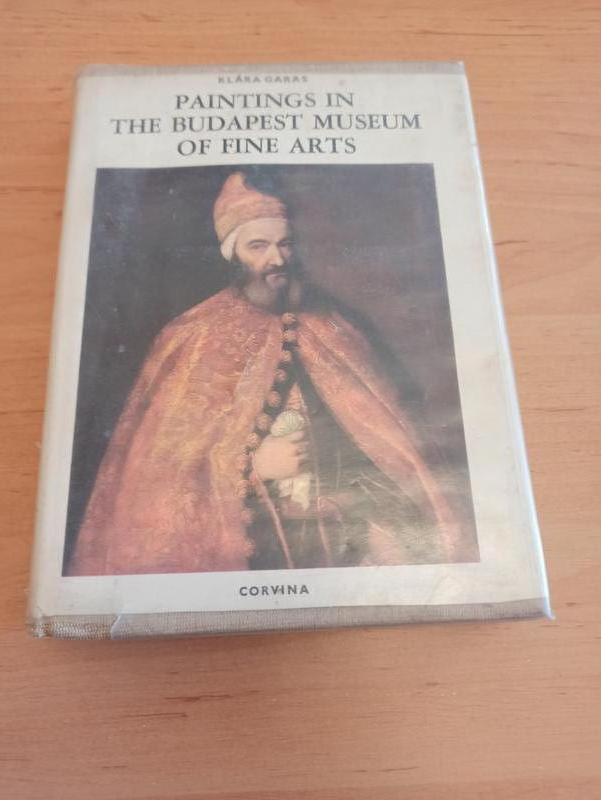 KLÁRA GARAS
PAINTINGS IN
THE BUDAPEST MUSEUM
OF FINE ARTS
CORVINA